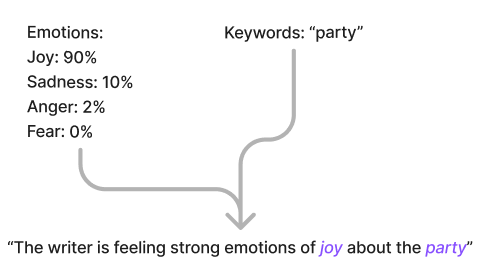 Emotions:
Joy: 90%
Sadness: 10%
Anger: 2%
Fear: 0%
Keywords: “party”
“The writer is feeling strong emotions of joy about the party”